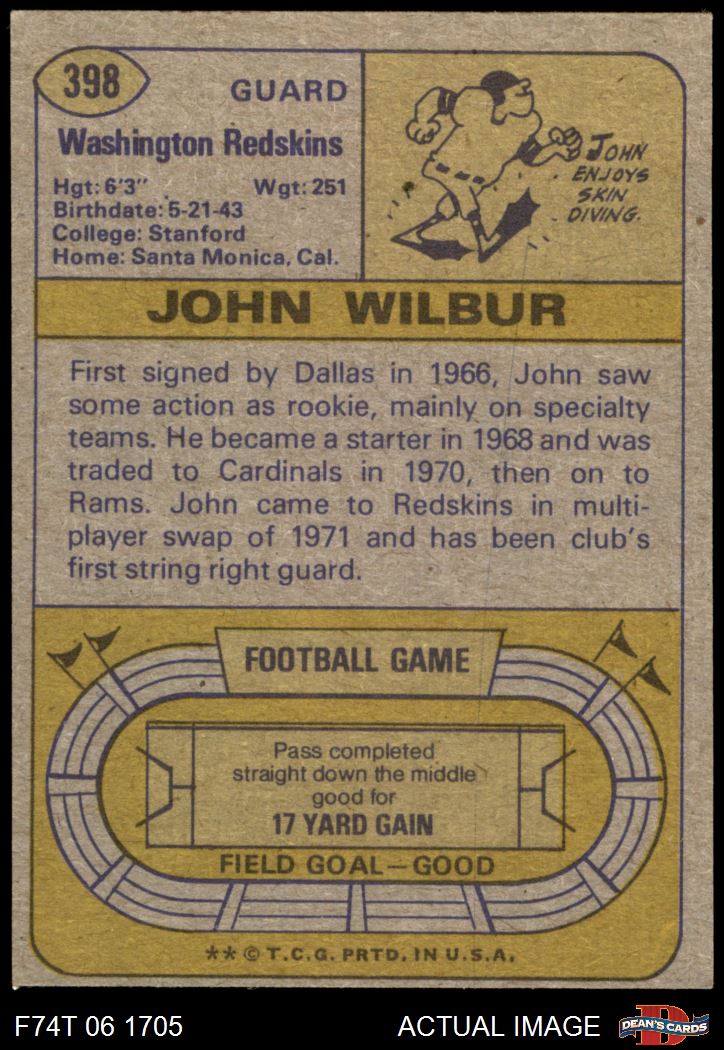 398
GUARD
Washington Redskins
Hgt: 6'3" Wgt: 251
Birthdate: 5-21-43
College: Stanford
Home: Santa Monica, Cal.
JOHN
ENJOYS
SKIN
DIVING.
JOHN WILBUR
First signed by Dallas in 1966, John saw
some action as rookie, mainly on specialty
teams. He became a starter in 1968 and was
traded to Cardinals in 1970, then on to
Rams. John came to Redskins in multi-
player swap of 1971 and has been club's
first string right guard.
FOOTBALL GAME
Pass completed
straight down the middle
good for
17 YARD GAIN
FIELD GOAL—GOOD
**© T.C.G. PRTD. IN U.S.A.
F74T 06 1705 ACTUAL IMAGE
D
DEAN'S CARDS